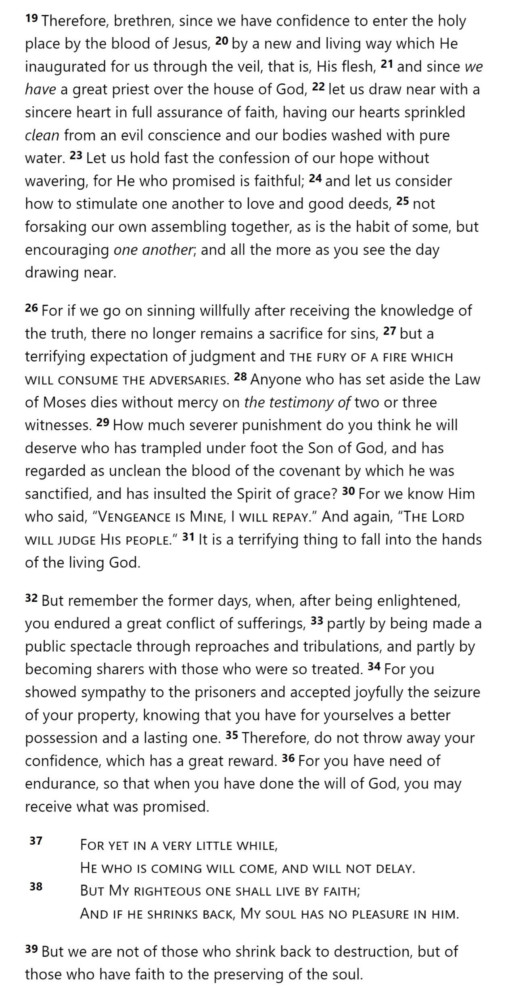 19 Therefore, brethren, since we have confidence to enter the holy
place by the blood of Jesus, 20 by a new and living way which He
inaugurated for us through the veil, that is, His flesh, 21 and since we
have a great priest over the house of God, 22 let us draw near with a
sincere heart in full assurance of faith, having our hearts sprinkled
clean from an evil conscience and our bodies washed with pure
water. 23 Let us hold fast the confession of our hope without
wavering, for He who promised is faithful; 24 and let us consider
how to stimulate one another to love and good deeds, 25 not
forsaking our own assembling together, as is the habit of some, but
encouraging one another; and all the more as you see the day
drawing near.
26 For if we go on sinning willfully after receiving the knowledge of
the truth, there no longer remains a sacrifice for sins, 27 but a
terrifying expectation of judgment and THE FURY OF A FIRE WHICH
WILL CONSUME THE ADVERSARIES. 28 Anyone who has set aside the Law
of Moses dies without mercy on the testimony of two or three
witnesses. 29 How much severer punishment do you think he will
deserve who has trampled under foot the Son of God, and has
regarded as unclean the blood of the covenant by which he was
sanctified, and has insulted the Spirit of grace? 30 For we know Him
who said, “VENGEANCE IS MINE, I WILL REPAY.” And again, “THE LORD
WILL JUDGE HIS PEOPLE.” 31 It is a terrifying thing to fall into the hands
of the living God.
32 But remember the former days, when, after being enlightened,
you endured a great conflict of sufferings, 33 partly by being made a
public spectacle through reproaches and tribulations, and partly by
becoming sharers with those who were so treated. 34 For you
showed sympathy to the prisoners and accepted joyfully the seizure
of your property, knowing that you have for yourselves a better
possession and a lasting one. 35 Therefore, do not throw away your
confidence, which has a great reward. 36 For you have need of
endurance, so that when you have done the will of God, you may
receive what was promised.
37 FOR YET IN A VERY LITTLE WHILE,
HE WHO IS COMING WILL COME, AND WILL NOT DELAY.
38 BUT MY RIGHTEOUS ONE SHALL LIVE BY FAITH;
AND IF HE SHRINKS BACK, MY SOUL HAS NO PLEASURE IN HIM.
39 But we are not of those who shrink back to destruction, but of
those who have faith to the preserving of the soul.